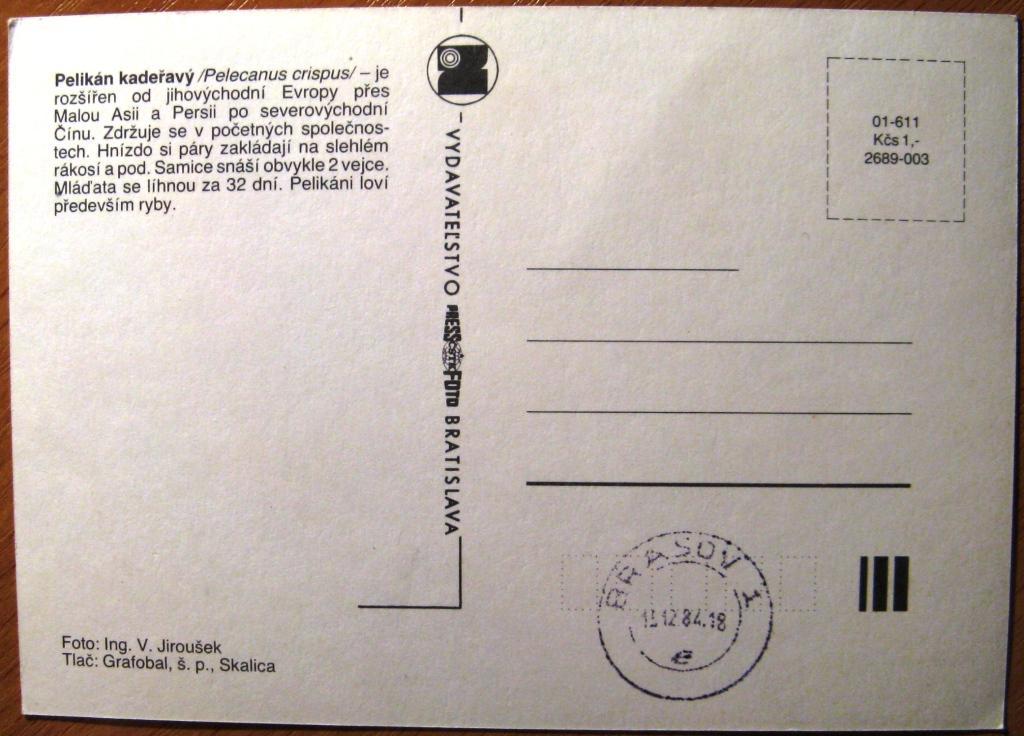 Pelikán kadeřavý /Pelecanus crispus/ – je
rozšířen od jihovýchodní Evropy přes
Malou Asii a Persii po severovýchodní
Čínu. Zdržuje se v početných společnos-
tech. Hnízdo si páry zakládají na slehlém
rákosí a pod. Samice snáší obvykle 2 vejce.
Mláďata se líhnou za 32 dní. Pelikáni loví
především ryby.
Foto: Ing. V. Jiroušek
Tlač: Grafobal, š. p., Skalica
VYDAVATEĽSTVO PRESSFOTO BRATISLAVA
01-611
Kčs 1,-
2689-003
BRASOV 1
12 84.18
e